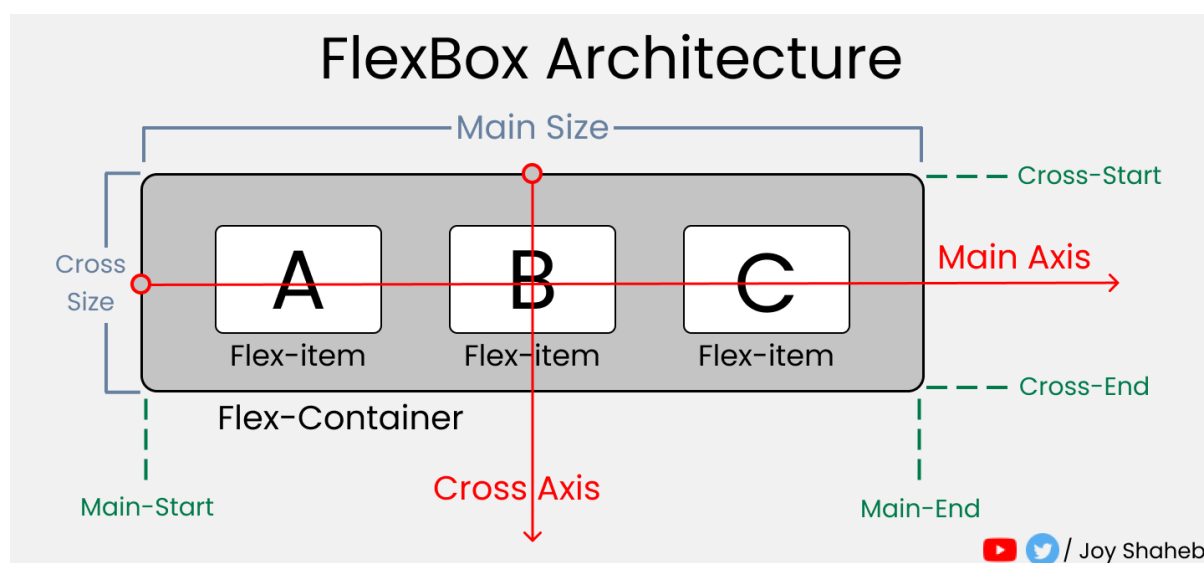 FlexBox Architecture
Main Size
Cross-Start
Cross
Size
Main Axis
A
B
C
Flex-item
Flex-item
Flex-item
Cross-End
Flex-Container
Cross Axis
Main-Start
Main-End
/ Joy Shaheb